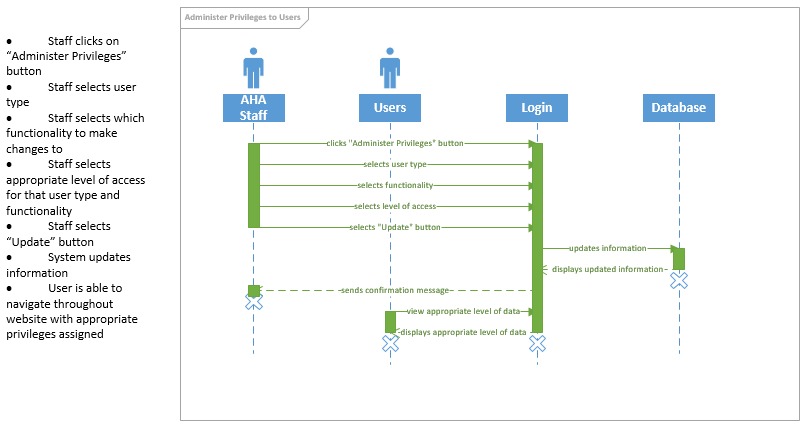 • Staff clicks on
“Administer Privileges”
button
• Staff selects user
type
• Staff selects which
functionality to make
changes to
• Staff selects
appropriate level of access
for that user type and
functionality
• Staff selects
“Update” button
• System updates
information
• User is able to
navigate throughout
website with appropriate
privileges assigned
Administer Privileges to Users
AHA
Staff
Users
Login
Database
clicks "Administer Privileges" button
selects user type
selects functionality
selects level of access
selects "Update" button
updates information
displays updated information
sends confirmation message
view appropriate level of data
displays appropriate level of data